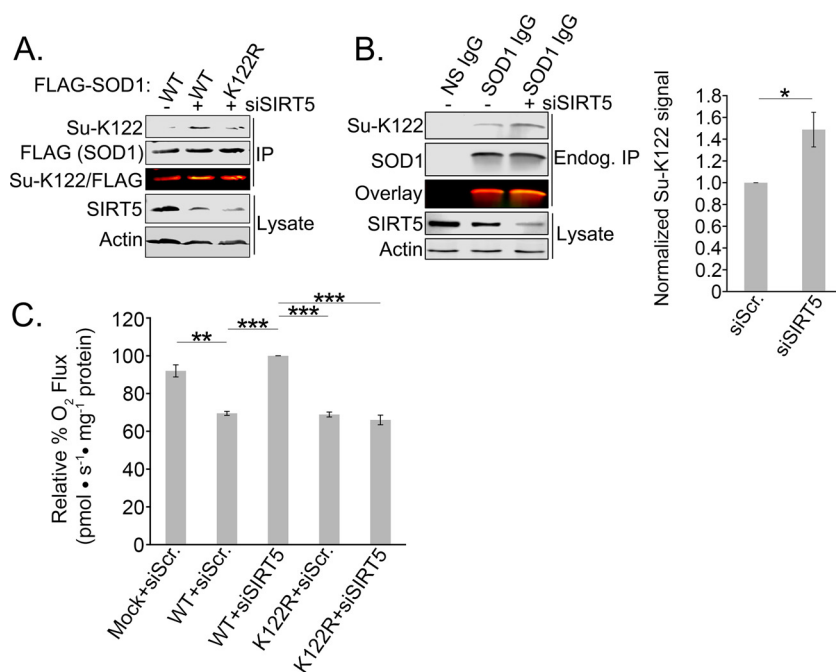 A.
FLAG-SOD1:
WT WT K122R
- + + siSIRT5
Su-K122
FLAG (SOD1)
Su-K122/FLAG
IP
SIRT5
Actin
Lysate
B.
NS IgG SOD1 IgG SOD1 IgG
- - + siSIRT5
Su-K122
SOD1
Overlay
Endog. IP
SIRT5
Actin
Lysate
Normalized Su-K122 signal
1.8
1.6
1.4
1.2
1.0
0.8
0.6
0.4
0.2
0
*
siScr.
siSIRT5
C.
Relative % O₂ Flux
(pmol • s⁻¹• mg⁻¹ protein)
120
100
80
60
40
20
0
**
***
***
***
Mock+siScr.
WT+siScr.
WT+siSIRT5
K122R+siScr.
K122R+siSIRT5